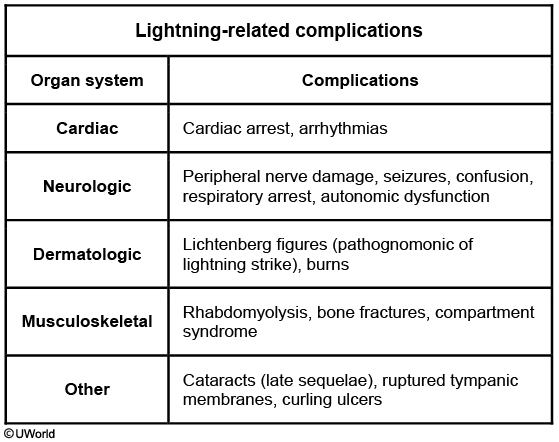 Lightning-related complications
Organ system
Complications
Cardiac
Cardiac arrest, arrhythmias
Neurologic
Peripheral nerve damage, seizures, confusion,
respiratory arrest, autonomic dysfunction
Dermatologic
Lichtenberg figures (pathognomonic of
lightning strike), burns
Musculoskeletal
Rhabdomyolysis, bone fractures, compartment
syndrome
Other
Cataracts (late sequelae), ruptured tympanic
membranes, curling ulcers
©UWorld